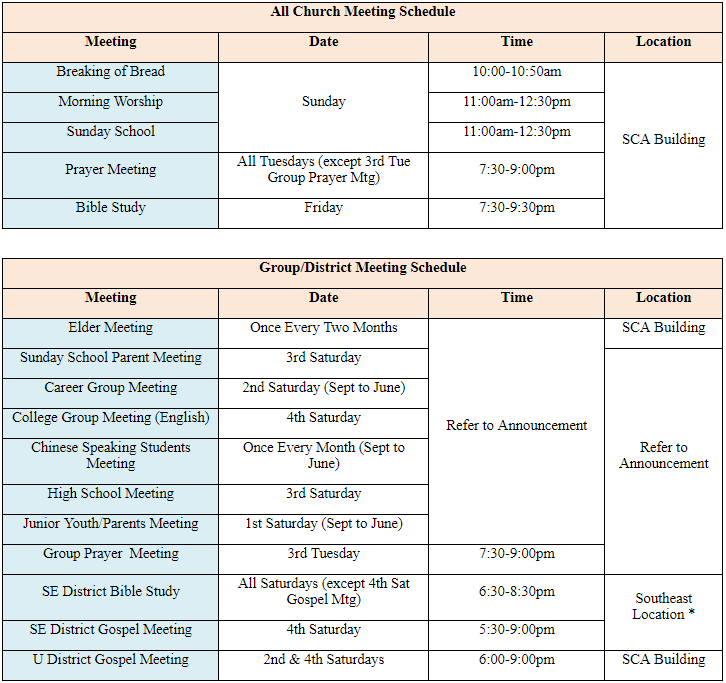 All Church Meeting Schedule
Meeting Date Time Location
Breaking of Bread Sunday 10:00-10:50am SCA Building
Morning Worship 11:00am-12:30pm
Sunday School 11:00am-12:30pm
Prayer Meeting All Tuesdays (except 3rd Tue
Group Prayer Mtg) 7:30-9:00pm
Bible Study Friday 7:30-9:30pm
Group/District Meeting Schedule
Meeting Date Time Location
Elder Meeting Once Every Two Months Refer to Announcement SCA Building
Sunday School Parent Meeting 3rd Saturday Refer to
Announcement
Career Group Meeting 2nd Saturday (Sept to June)
College Group Meeting (English) 4th Saturday
Chinese Speaking Students
Meeting Once Every Month (Sept to
June)
High School Meeting 3rd Saturday
Junior Youth/Parents Meeting 1st Saturday (Sept to June)
Group Prayer  Meeting 3rd Tuesday 7:30-9:00pm
SE District Bible Study All Saturdays (except 4th Sat
Gospel Mtg) 6:30-8:30pm Southeast
Location *
SE District Gospel Meeting 4th Saturday 5:30-9:00pm
U District Gospel Meeting 2nd & 4th Saturdays 6:00-9:00pm SCA Building